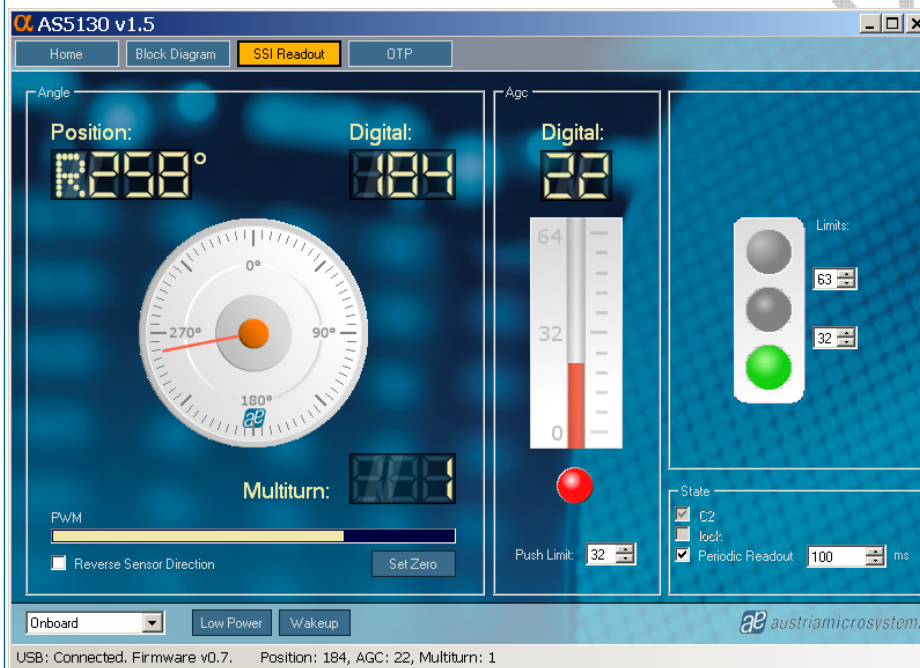 AS5130 v1.5
Home Block Diagram SSI Readout OTP
Angle
Position: Digital:
R258° 184
0°
270° 90°
180°
Multiturn: 1
PWM
Reverse Sensor Direction Set Zero
Agc
Digital:
22
64
32
0
Push Limit: 32
Limits:
63
32
State
C2
lock
Periodic Readout 100 ms
Onboard Low Power Wakeup austriamicrosystem
USB: Connected. Firmware v0.7. Position: 184, AGC: 22, Multiturn: 1